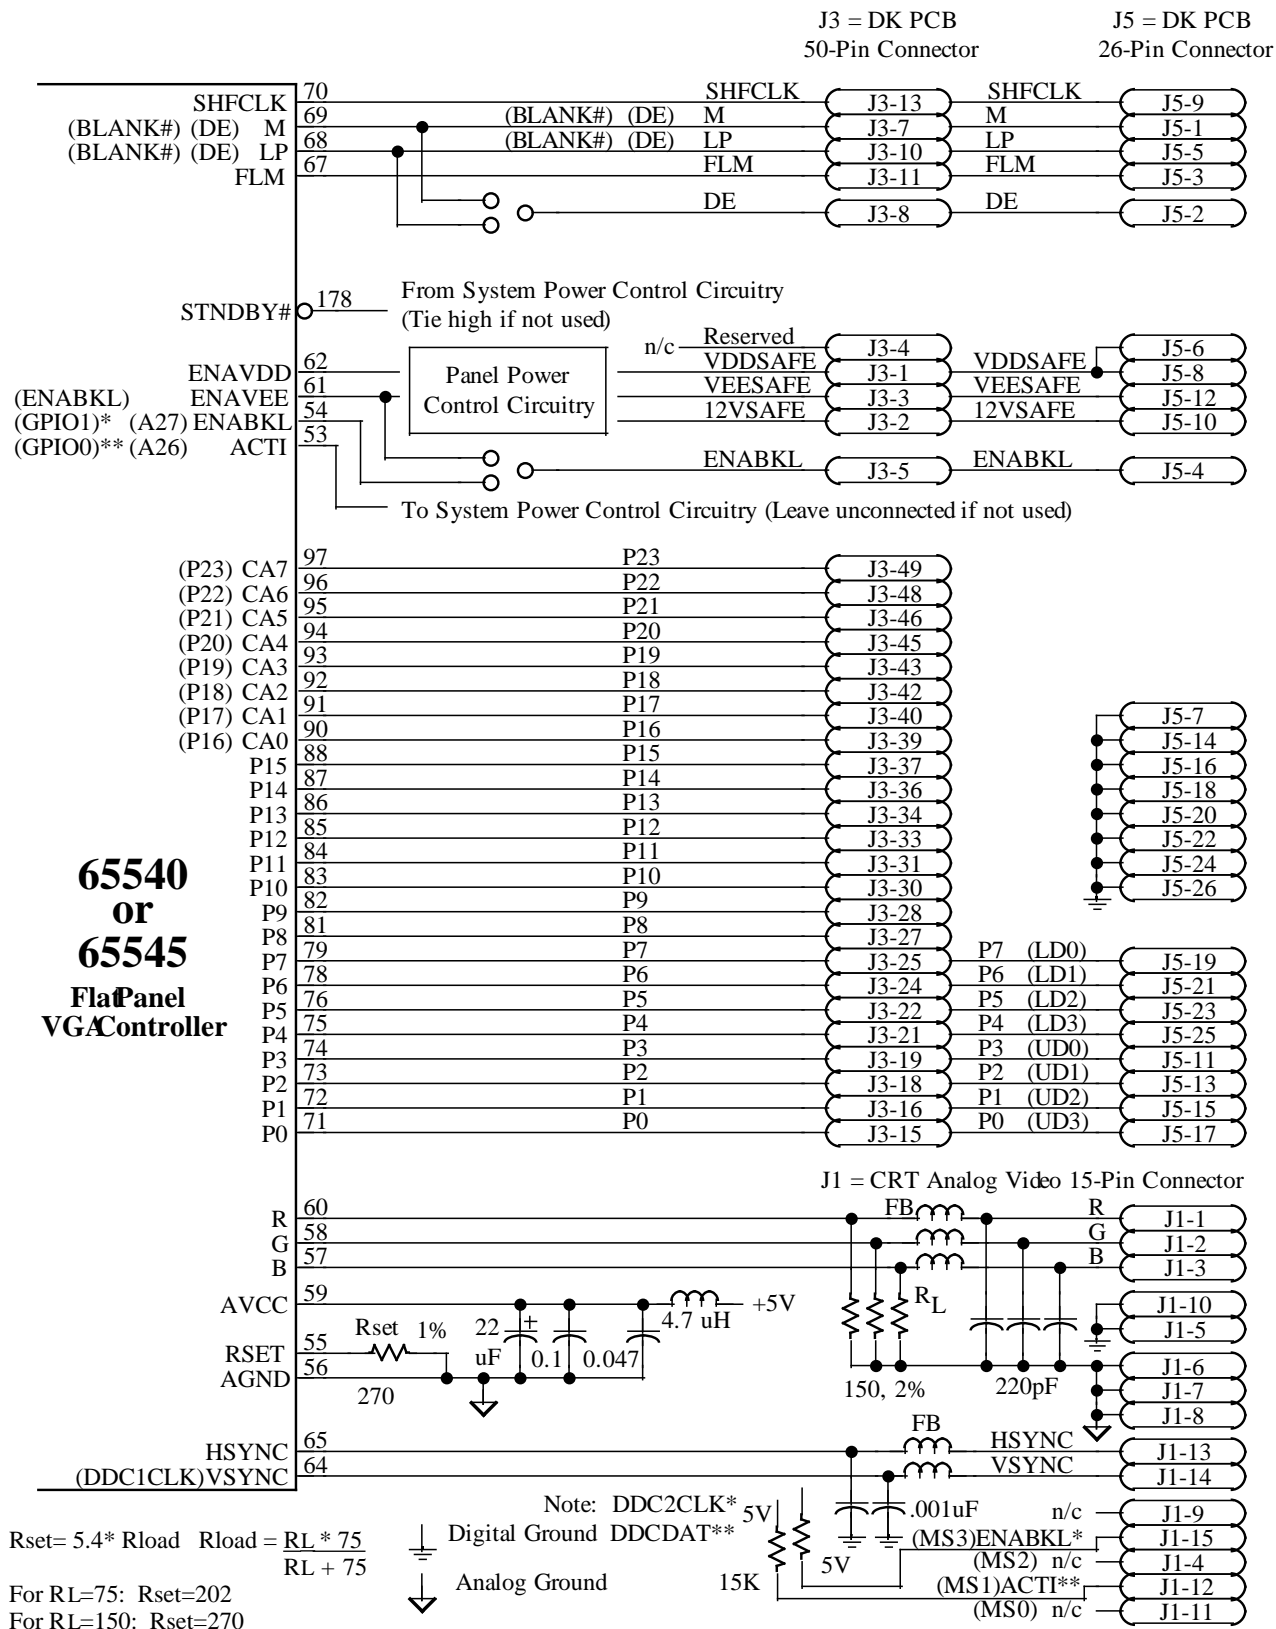 J3 = DK PCB J5 = DK PCB
50-Pin Connector 26-Pin Connector
SHFCLK 70 SHFCLK J3-13 SHFCLK J5-9
(BLANK#) (DE) M 69 (BLANK#) (DE) M J3-7 M J5-1
(BLANK#) (DE) LP 68 (BLANK#) (DE) LP J3-10 LP J5-5
FLM 67 FLM J3-11 FLM J5-3
DE J3-8 DE J5-2
STNDBY# 178 From System Power Control Circuitry
(Tie high if not used)
n/c Reserved J3-4 J5-6
ENAVDD 62 Panel Power VDDSAFE J3-1 VDDSAFE J5-8
(ENABKL) ENAVEE 61 Control Circuitry VEESAFE J3-3 VEESAFE J5-12
(GPIO1)* (A27) ENABKL 54 12VSAFE J3-2 12VSAFE J5-10
(GPIO0)** (A26) ACTI 53
ENABKL J3-5 ENABKL J5-4
To System Power Control Circuitry (Leave unconnected if not used)
(P23) CA7 97 P23 J3-49
(P22) CA6 96 P22 J3-48
(P21) CA5 95 P21 J3-46
(P20) CA4 94 P20 J3-45
(P19) CA3 93 P19 J3-43
(P18) CA2 92 P18 J3-42
(P17) CA1 91 P17 J3-40 J5-7
(P16) CA0 90 P16 J3-39 J5-14
P15 88 P15 J3-37 J5-16
P14 87 P14 J3-36 J5-18
P13 86 P13 J3-34 J5-20
P12 85 P12 J3-33 J5-22
P11 84 P11 J3-31 J5-24
P10 83 P10 J3-30 J5-26
P9 82 P9 J3-28
P8 81 P8 J3-27
P7 79 P7 J3-25 P7 (LD0) J5-19
P6 78 P6 J3-24 P6 (LD1) J5-21
P5 76 P5 J3-22 P5 (LD2) J5-23
P4 75 P4 J3-21 P4 (LD3) J5-25
P3 74 P3 J3-19 P3 (UD0) J5-11
P2 73 P2 J3-18 P2 (UD1) J5-13
P1 72 P1 J3-16 P1 (UD2) J5-15
P0 71 P0 J3-15 P0 (UD3) J5-17
65540
or
65545
Flat Panel
VGA Controller
J1 = CRT Analog Video 15-Pin Connector
R 60 FB R J1-1
G 58 G J1-2
B 57 B J1-3
AVCC 59 4.7 uH +5V RL J1-10
J1-5
RSET 55 Rset 1% 22 uF + 0.1 0.047
AGND 56 270 150, 2% 220pF J1-6
J1-7
J1-8
HSYNC 65 FB HSYNC J1-13
(DDC1CLK)VSYNC 64 VSYNC J1-14
Note: DDC2CLK* 5V .001uF n/c J1-9
Digital Ground DDCDAT** 5V (MS3)ENABKL* J1-15
(MS2) n/c J1-4
Analog Ground 15K (MS1)ACTI** J1-12
(MS0) n/c J1-11
Rset= 5.4* Rload Rload = RL * 75
RL + 75
For RL=75: Rset=202
For RL=150: Rset=270